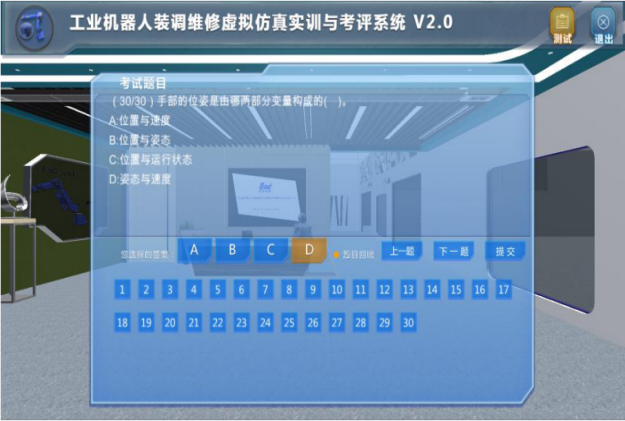 工业机器人装调维修虚拟仿真实训与考评系统 V2.0
测试 退出
考试题目
(30/30)手部的位姿是由哪两部分变量构成的( )。
A:位置与速度
B:位置与姿态
C:位置与运行状态
D:姿态与速度
您选择的答案: A B C D 上一题 下一题 提交
1 2 3 4 5 6 7 8 9 10 11 12 13 14 15 16 17
18 19 20 21 22 23 24 25 26 27 28 29 30